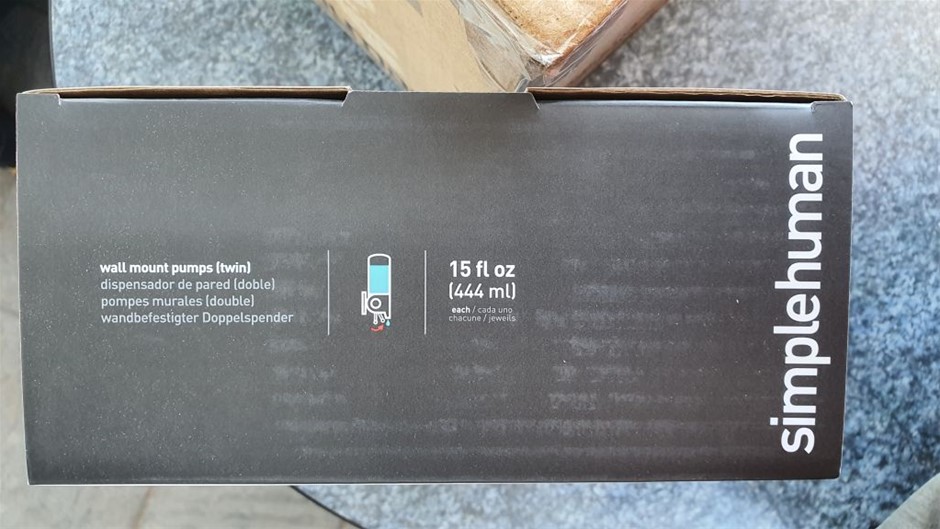 wall mount pumps (twin)
dispensador de pared (doble)
pompes murales (double)
wandbefestigter Doppelspender
15 fl oz
(444 ml)
each / cada uno
chacune / jeweils
simplehuman